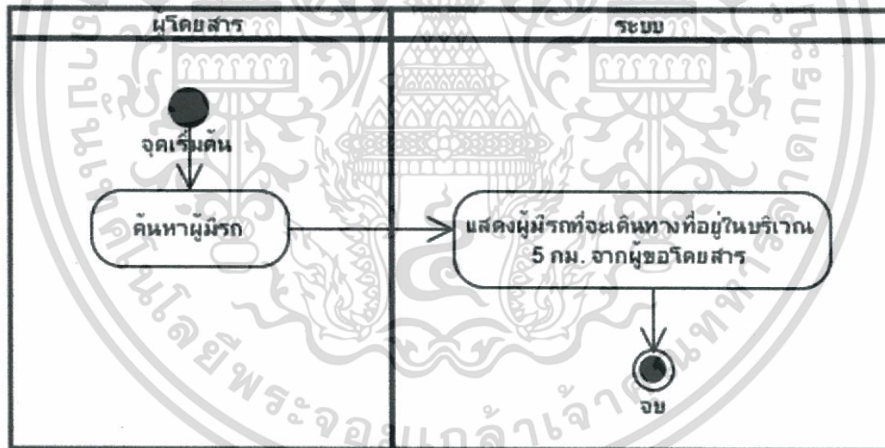 ผู้โดยสาร
ระบบ
จุดเริ่มต้น
ค้นหาผู้มีรถ
แสดงผู้มีรถที่จะเดินทางที่อยู่ในบริเวณ
5 กม. จากผู้ขอโดยสาร
จบ